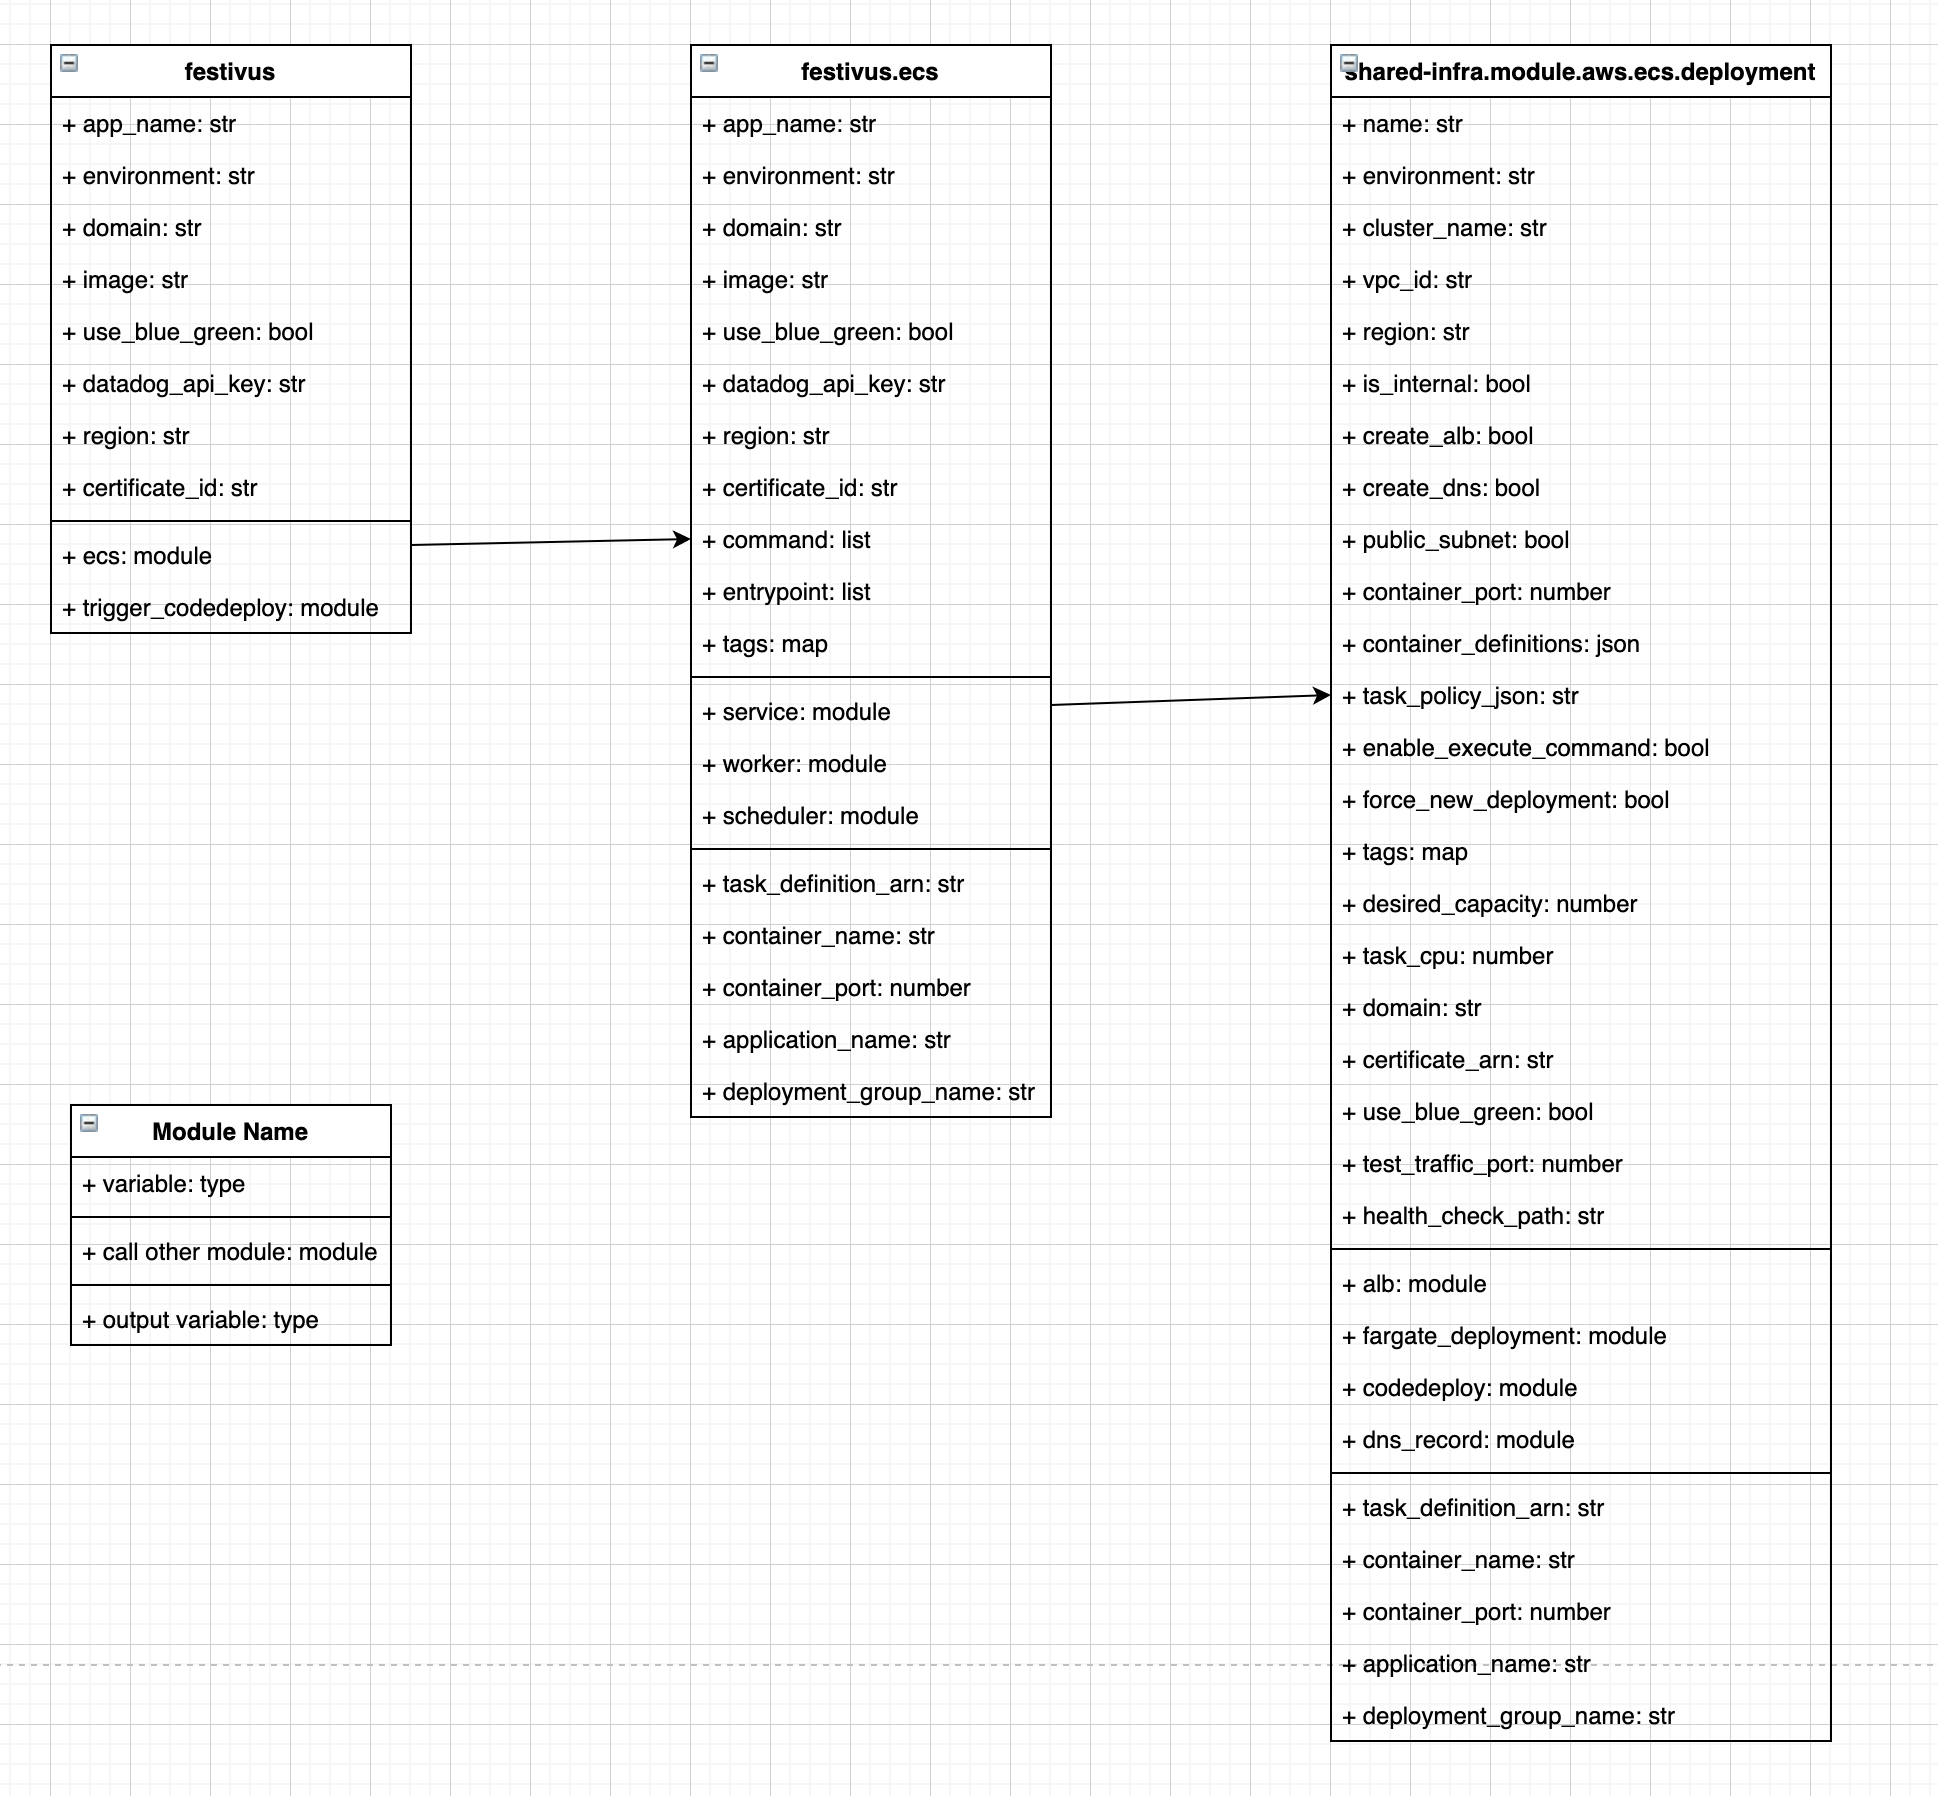 festivus
+ app_name: str
+ environment: str
+ domain: str
+ image: str
+ use_blue_green: bool
+ datadog_api_key: str
+ region: str
+ certificate_id: str
+ ecs: module
+ trigger_codedeploy: module
festivus.ecs
+ app_name: str
+ environment: str
+ domain: str
+ image: str
+ use_blue_green: bool
+ datadog_api_key: str
+ region: str
+ certificate_id: str
+ command: list
+ entrypoint: list
+ tags: map
+ service: module
+ worker: module
+ scheduler: module
+ task_definition_arn: str
+ container_name: str
+ container_port: number
+ application_name: str
+ deployment_group_name: str
shared-infra.module.aws.ecs.deployment
+ name: str
+ environment: str
+ cluster_name: str
+ vpc_id: str
+ region: str
+ is_internal: bool
+ create_alb: bool
+ create_dns: bool
+ public_subnet: bool
+ container_port: number
+ container_definitions: json
+ task_policy_json: str
+ enable_execute_command: bool
+ force_new_deployment: bool
+ tags: map
+ desired_capacity: number
+ task_cpu: number
+ domain: str
+ certificate_arn: str
+ use_blue_green: bool
+ test_traffic_port: number
+ health_check_path: str
+ alb: module
+ fargate_deployment: module
+ codedeploy: module
+ dns_record: module
+ task_definition_arn: str
+ container_name: str
+ container_port: number
+ application_name: str
+ deployment_group_name: str
Module Name
+ variable: type
+ call other module: module
+ output variable: type